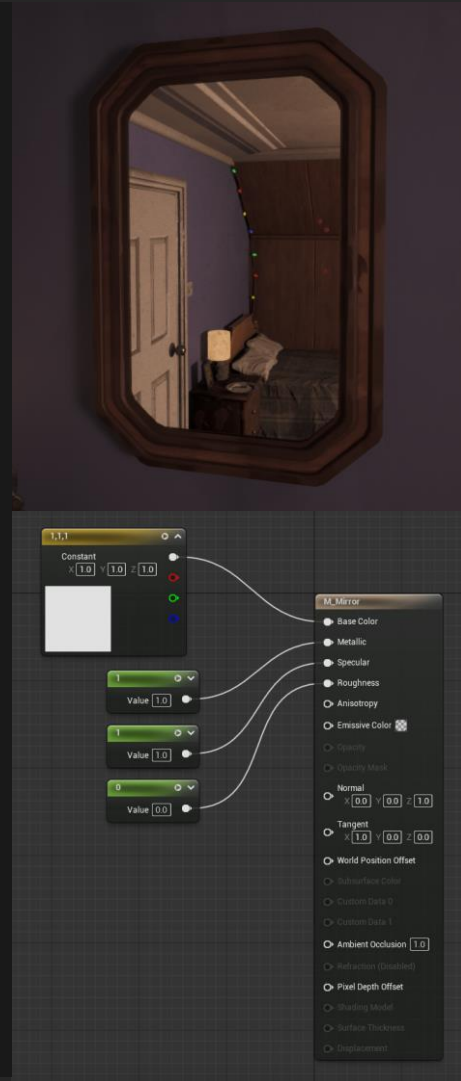 1,1,1
Constant
X 1.0 Y 1.0 Z 1.0
1
Value 1.0
1
Value 1.0
0
Value 0.0
M_Mirror
Base Color
Metallic
Specular
Roughness
Anisotropy
Emissive Color
Opacity
Opacity Mask
Normal
X 0.0 Y 0.0 Z 1.0
Tangent
X 1.0 Y 0.0 Z 0.0
World Position Offset
Subsurface Color
Custom Data 0
Custom Data 1
Ambient Occlusion 1.0
Refraction (Disabled)
Pixel Depth Offset
Shading Model
Surface Thickness
Displacement